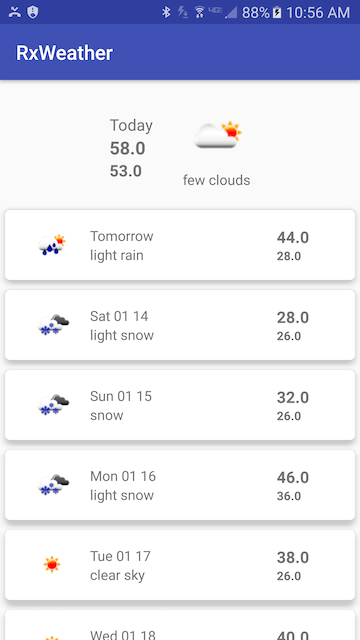 88% 10:56 AM
RxWeather
Today
58.0
53.0
few clouds
Tomorrow
light rain
44.0
28.0
Sat 01 14
light snow
28.0
26.0
Sun 01 15
snow
32.0
26.0
Mon 01 16
light snow
46.0
36.0
Tue 01 17
clear sky
38.0
26.0
Wed 01 18
40.0